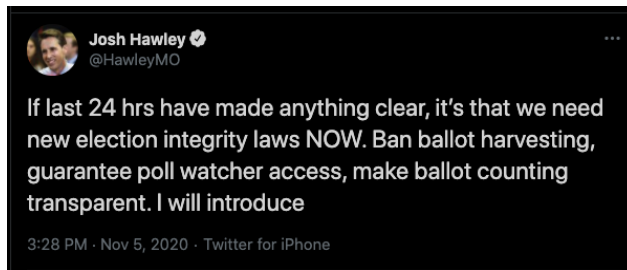 Josh Hawley
@HawleyMO
If last 24 hrs have made anything clear, it’s that we need
new election integrity laws NOW. Ban ballot harvesting,
guarantee poll watcher access, make ballot counting
transparent. I will introduce
3:28 PM · Nov 5, 2020 · Twitter for iPhone